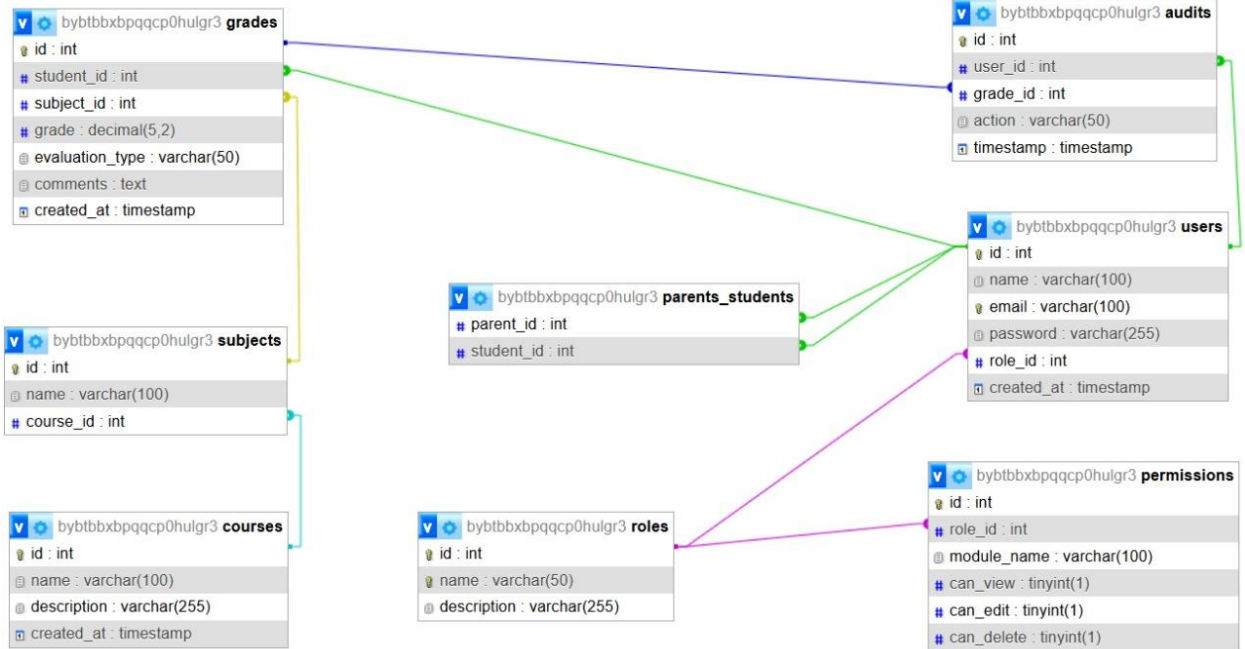 bybtbbxbpqqcp0hulgr3 grades
id : int
student_id : int
subject_id : int
grade : decimal(5,2)
evaluation_type : varchar(50)
comments : text
created_at : timestamp
bybtbbxbpqqcp0hulgr3 audits
id : int
user_id : int
grade_id : int
action : varchar(50)
timestamp : timestamp
bybtbbxbpqqcp0hulgr3 users
id : int
name : varchar(100)
email : varchar(100)
password : varchar(255)
role_id : int
created_at : timestamp
bybtbbxbpqqcp0hulgr3 parents_students
parent_id : int
student_id : int
bybtbbxbpqqcp0hulgr3 subjects
id : int
name : varchar(100)
course_id : int
bybtbbxbpqqcp0hulgr3 courses
id : int
name : varchar(100)
description : varchar(255)
created_at : timestamp
bybtbbxbpqqcp0hulgr3 roles
id : int
name : varchar(50)
description : varchar(255)
bybtbbxbpqqcp0hulgr3 permissions
id : int
role_id : int
module_name : varchar(100)
can_view : tinyint(1)
can_edit : tinyint(1)
can_delete : tinyint(1)